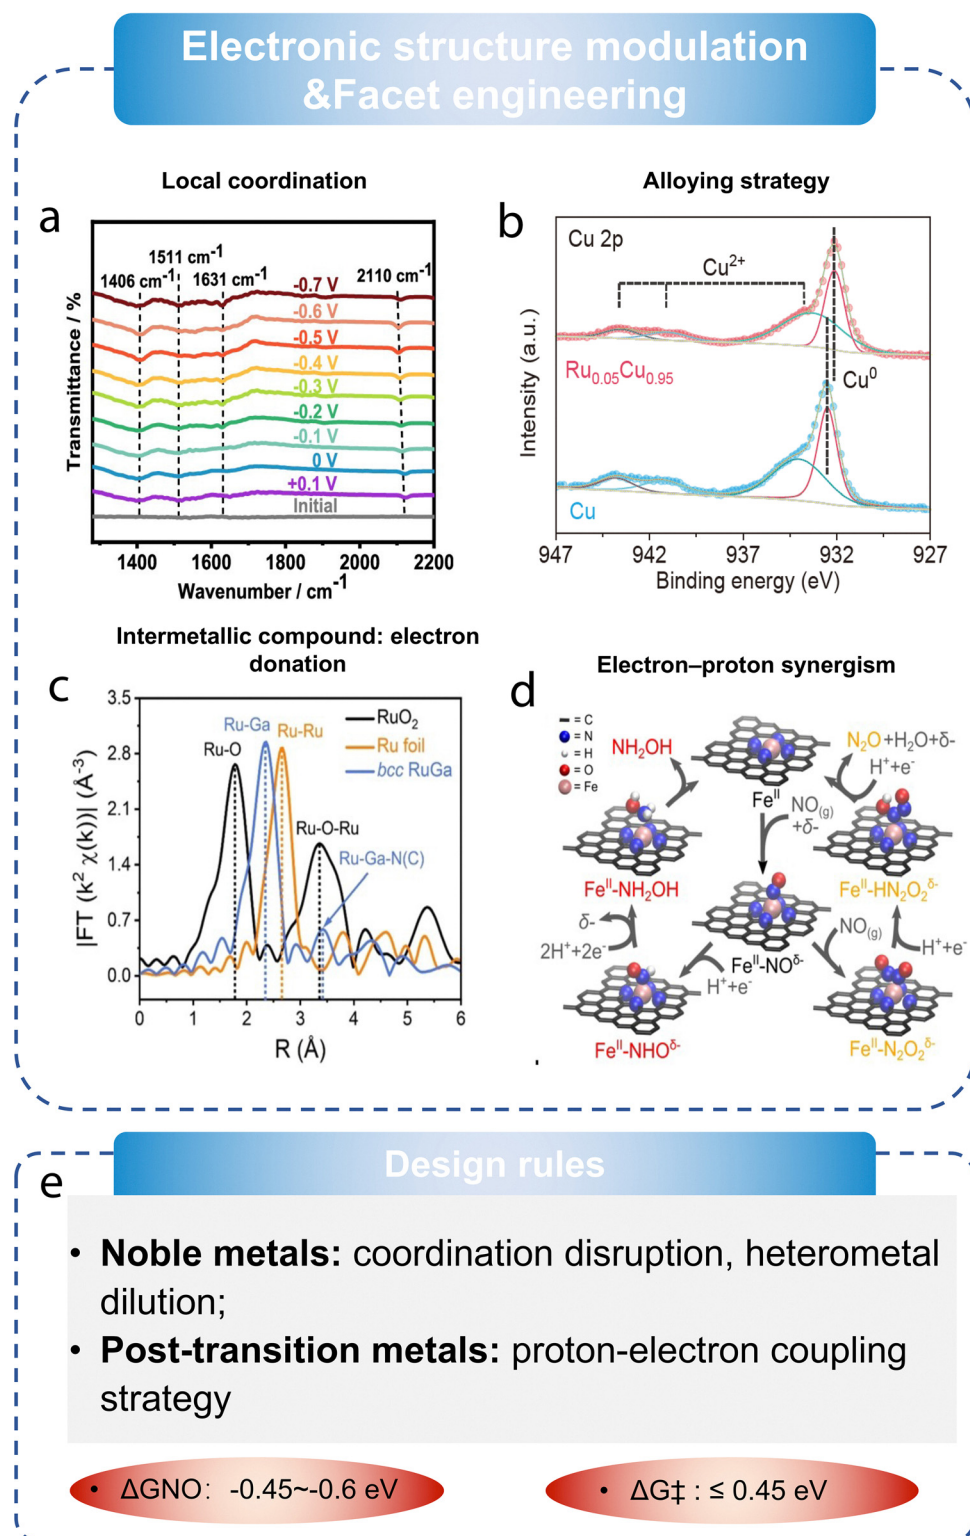 Electronic structure modulation
&Facet engineering
Local coordination
a
1511 cm-1
1406 cm-1
1631 cm-1
2110 cm-1
-0.7 V
-0.6 V
-0.5 V
-0.4 V
-0.3 V
-0.2 V
-0.1 V
0 V
+0.1 V
Initial
Transmittance / %
1400 1600 1800 2000 2200
Wavenumber / cm-1
Alloying strategy
b
Cu 2p
Cu2+
Ru0.05Cu0.95
Cu0
Cu
Intensity (a.u.)
947 942 937 932 927
Binding energy (eV)
Intermetallic compound: electron
donation
c
3.5
2.8
2.1
1.4
0.7
0.0
|FT (k2 χ(k))| (Å-3)
Ru-Ga
Ru-Ru
Ru-O
RuO2
Ru foil
bcc RuGa
Ru-O-Ru
Ru-Ga-N(C)
0 1 2 3 4 5 6
R (Å)
Electron–proton synergism
d
= C
= N
= H
= O
= Fe
NH2OH
N2O+H2O+δ-
H++e-
FeII
NO(g)
+δ-
FeII-NH2OH
FeII-HN2O2δ-
δ-
2H++2e-
NO(g)
H++e-
FeII-NOδ-
H++e-
FeII-NHOδ-
FeII-N2O2δ-
Design rules
e
• Noble metals: coordination disruption, heterometal
dilution;
• Post-transition metals: proton-electron coupling
strategy
• ΔGNO: -0.45~-0.6 eV
• ΔG‡ : ≤ 0.45 eV